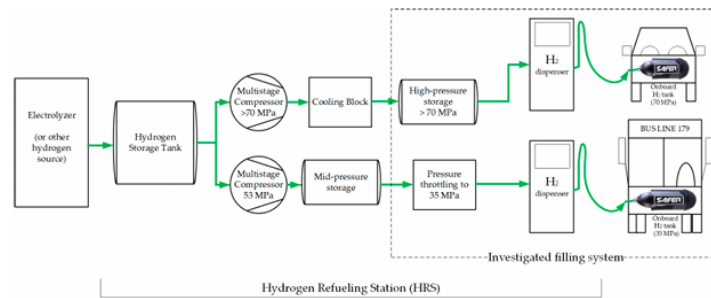 Electrolyzer
(or other
hydrogen
source)
Hydrogen
Storage Tank
Multistage
Compressor
>70 MPa
Cooling Block
High-pressure
storage
> 70 MPa
H2
dispenser
SAFER
Onboard
H2 tank
(70 MPa)
Multistage
Compressor
53 MPa
Mid-pressure
storage
Pressure
throttling to
35 MPa
H2
dispenser
BUS LINE 179
SAFER
Onboard
H2 tank
(35 MPa)
Investigated filling system
Hydrogen Refueling Station (HRS)